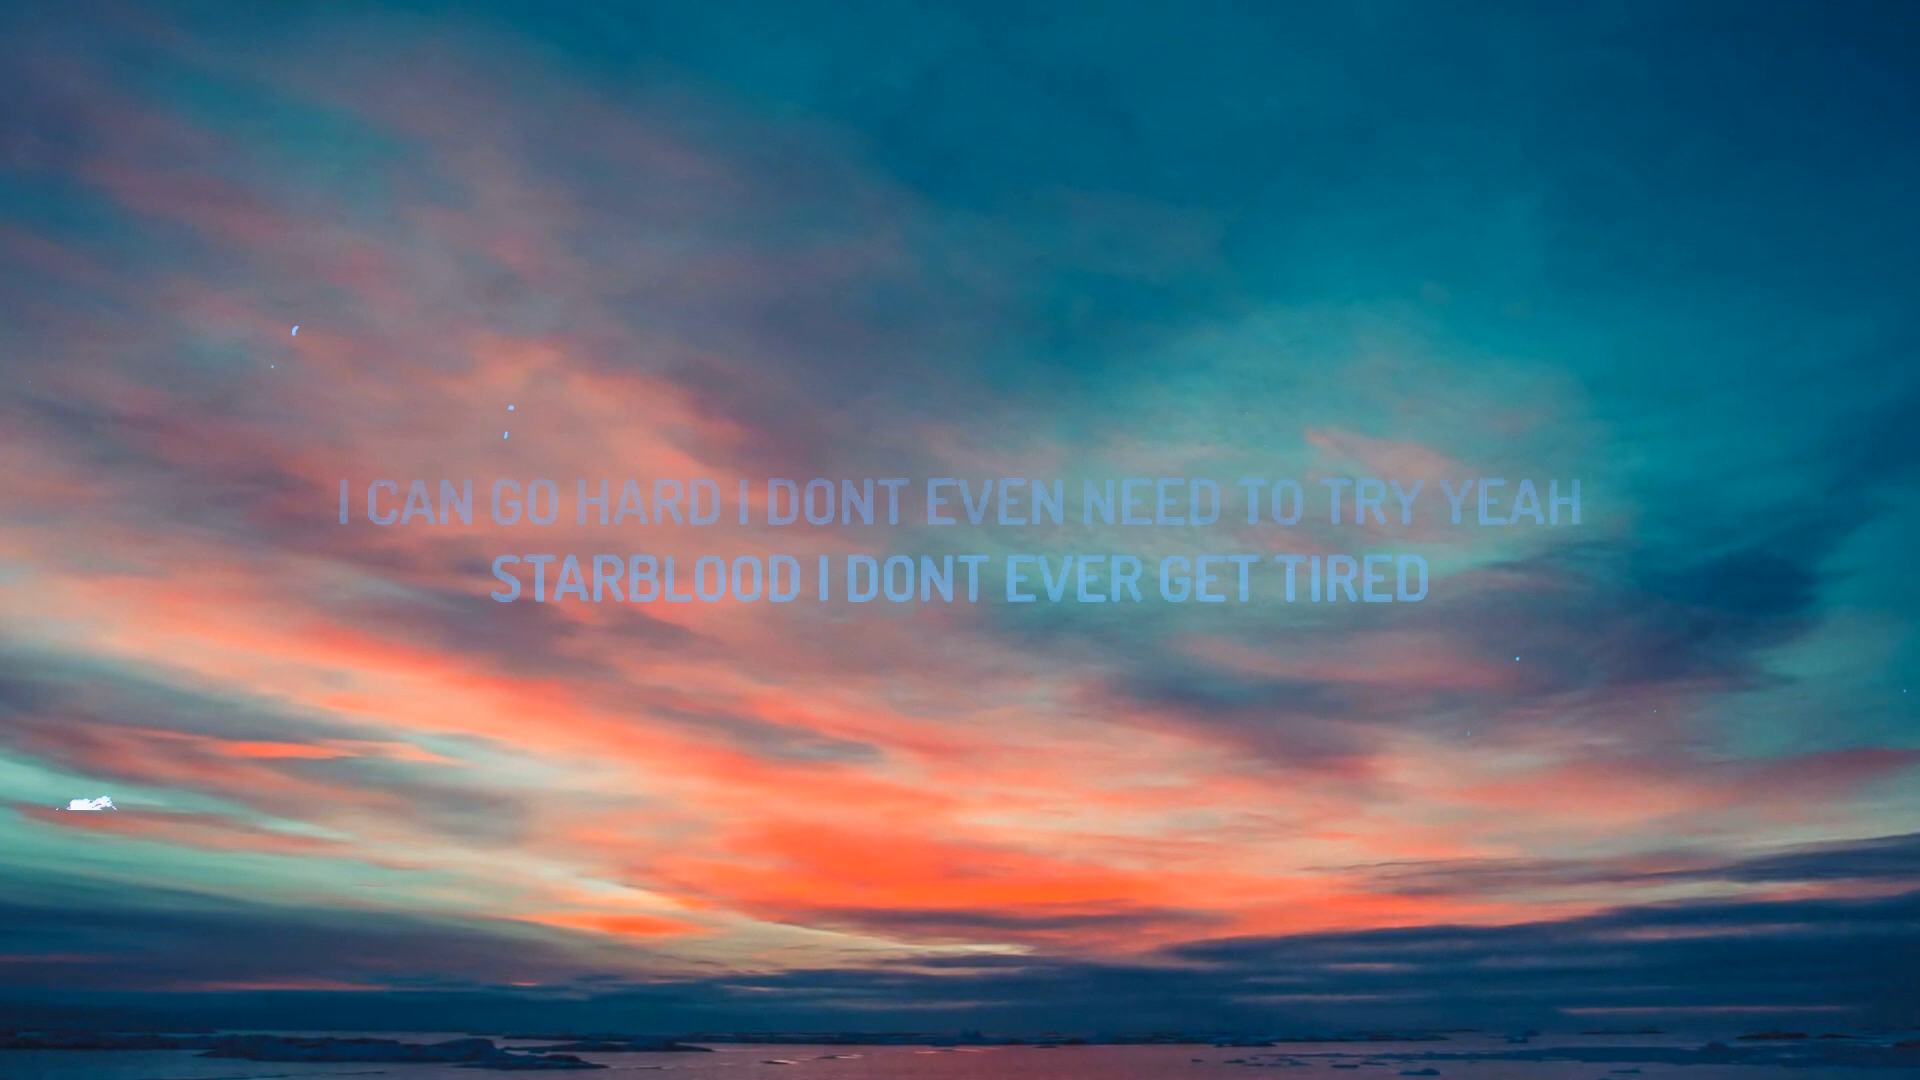 I CAN GO HARD I DONT EVEN NEED TO TRY YEAH
STARBLOOD I DONT EVER GET TIRED